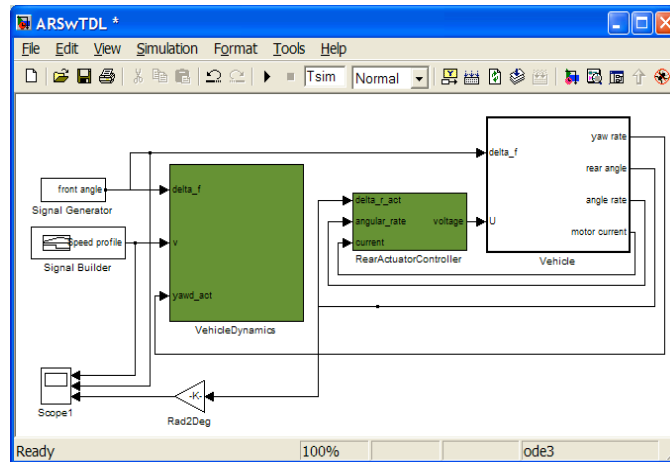 ARSwTDL *
File Edit View Simulation Format Tools Help
Tsim Normal
yaw rate
delta_f
rear angle
front angle
delta_f
delta_r_act
angle rate
Signal Generator
angular_rate
voltage
U
Speed profile
v
current
motor current
RearActuatorController
Vehicle
Signal Builder
yawd_act
VehicleDynamics
-K-
Scope1
Rad2Deg
Ready 100% ode3